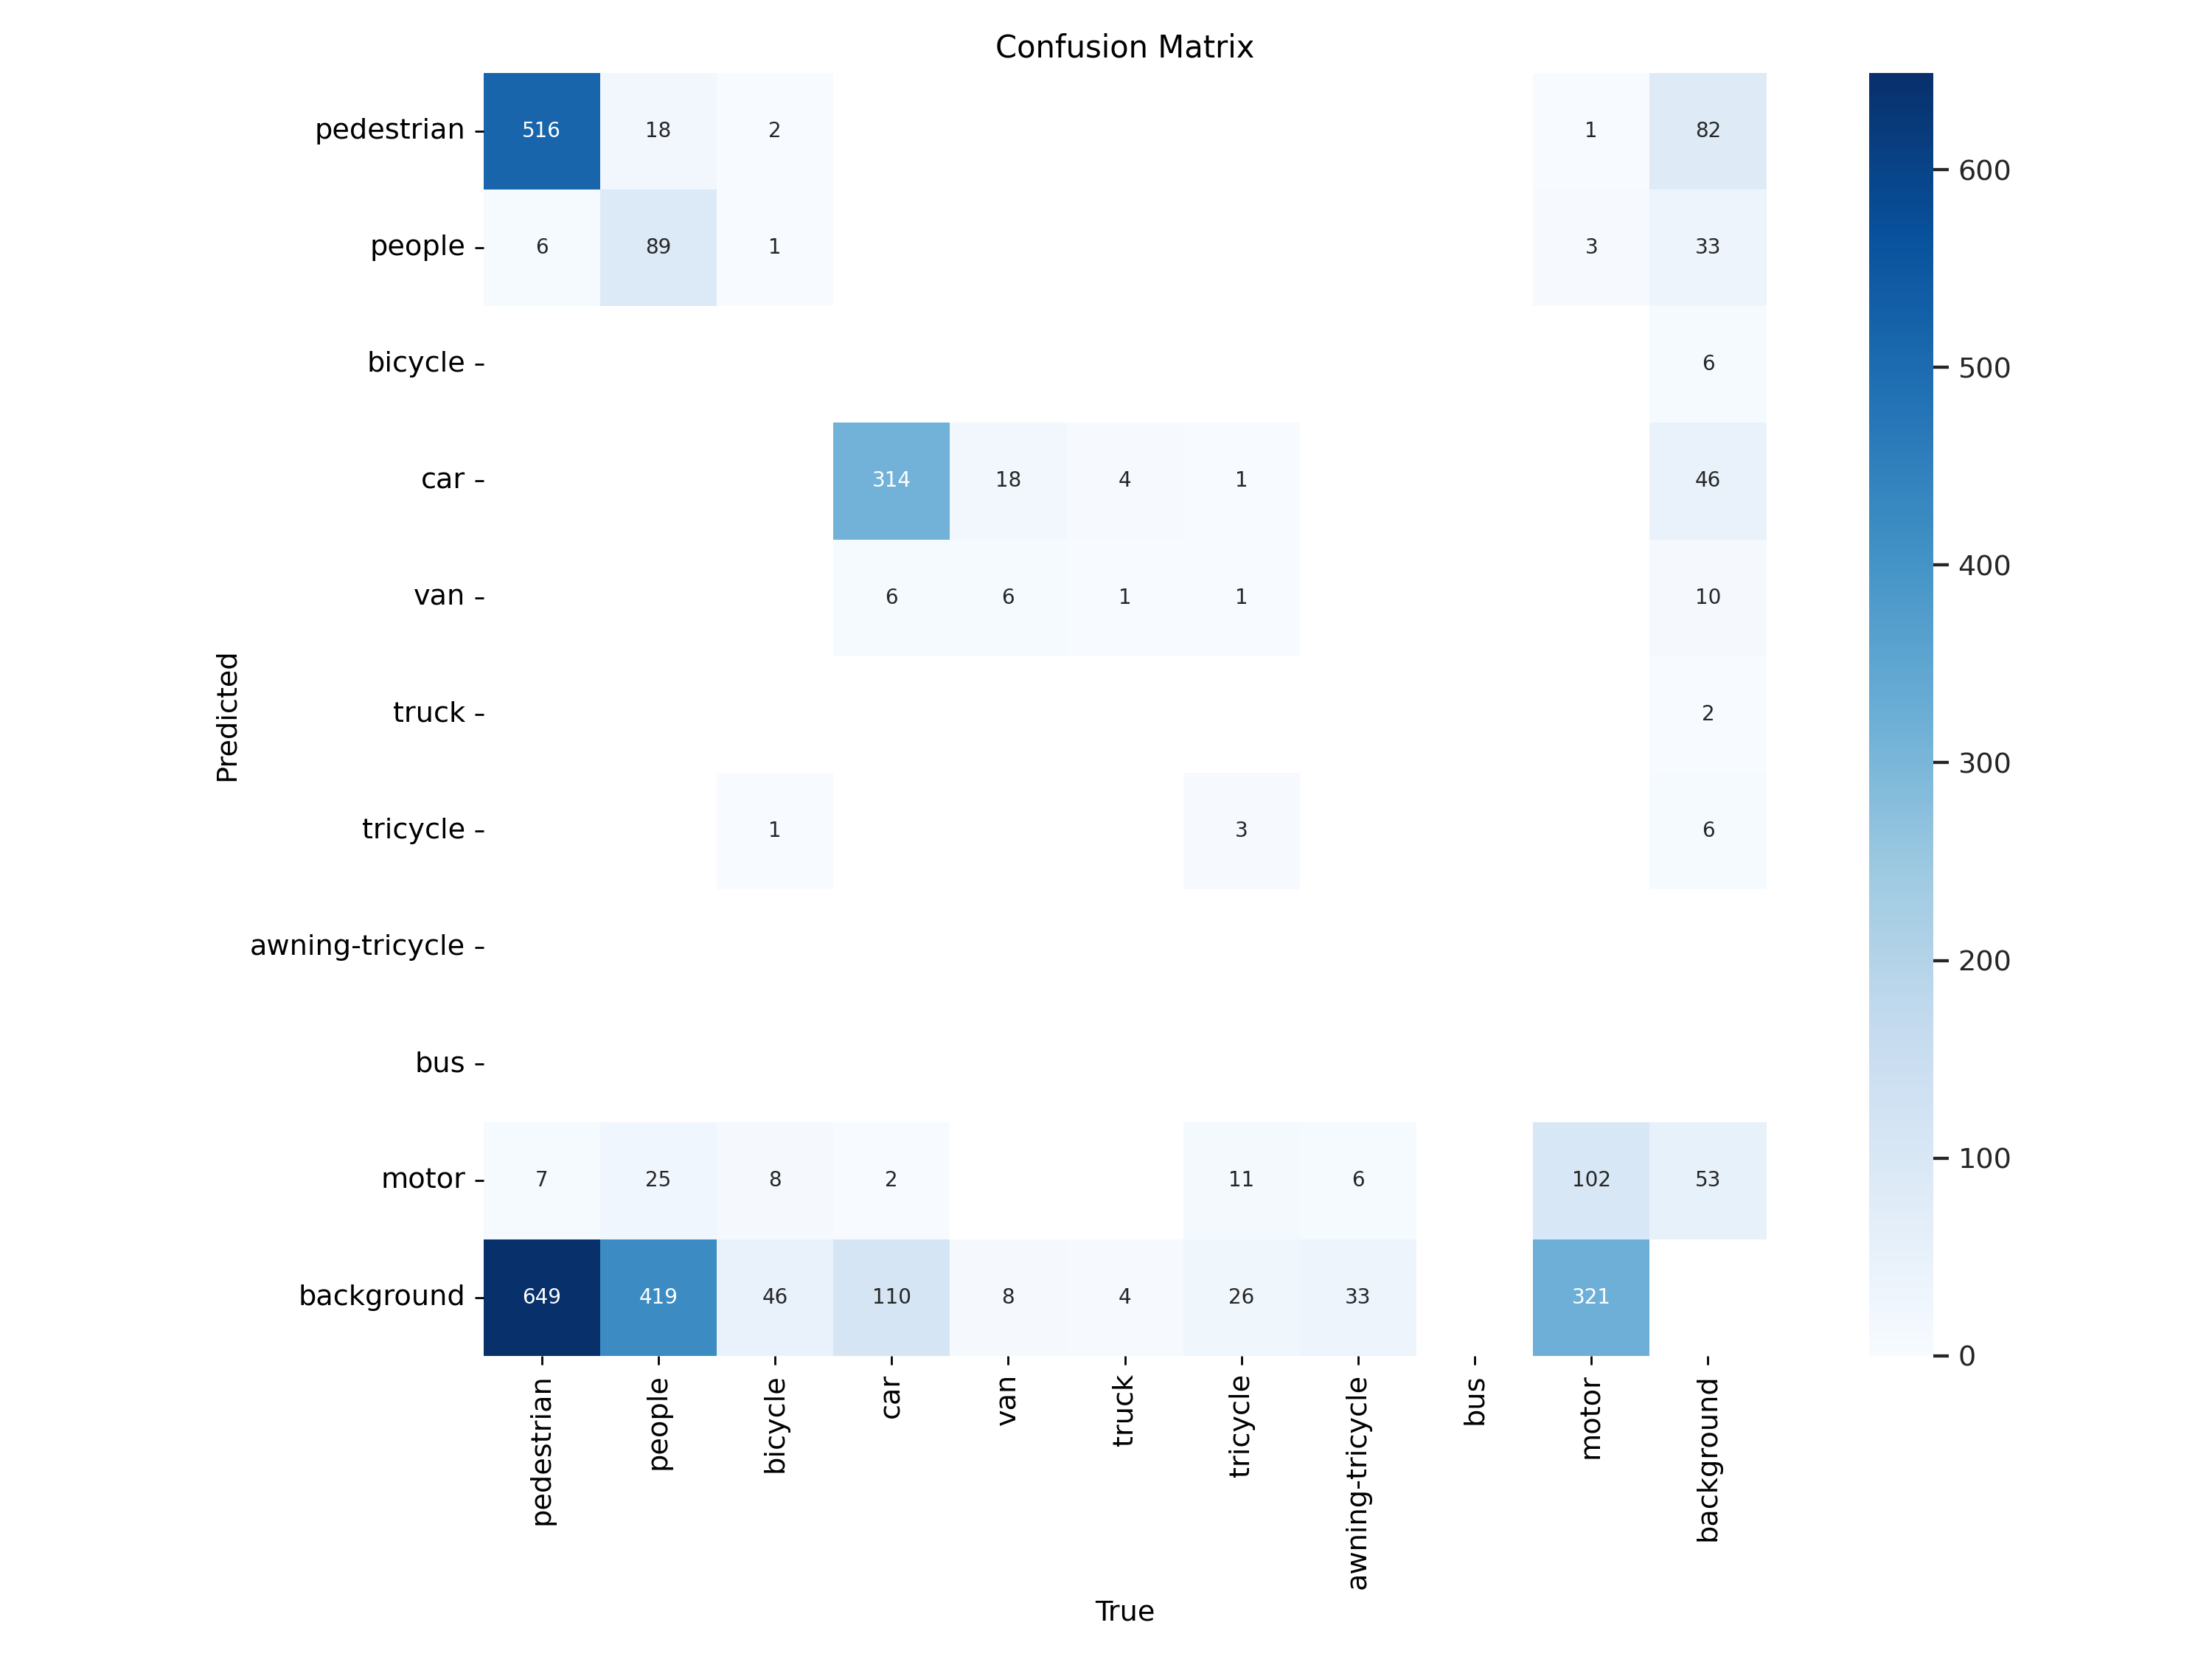 Confusion Matrix
pedestrian 516 18 2 1 82
people 6 89 1 3 33
bicycle 6
car 314 18 4 1 46
van 6 6 1 1 10
truck 2
tricycle 1 3 6
awning-tricycle
bus
motor 7 25 8 2 11 6 102 53
background 649 419 46 110 8 4 26 33 321
Predicted
pedestrian people bicycle car van truck tricycle awning-tricycle bus motor background
True
600
500
400
300
200
100
0